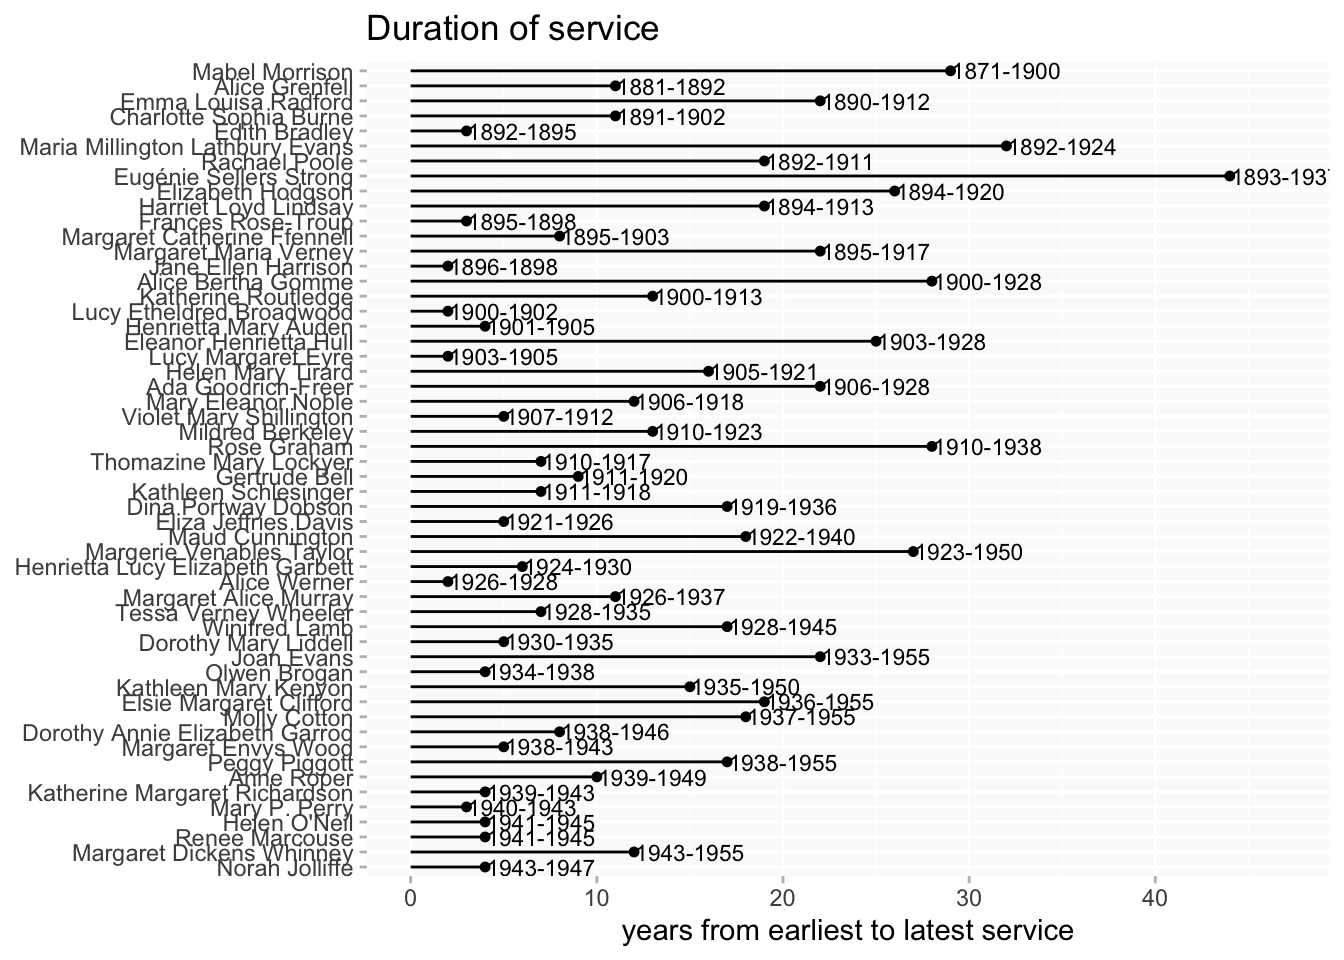 Duration of service
Mabel Morrison 1871-1900
Alice Grenfell 1881-1892
Emma Louisa Radford 1890-1912
Charlotte Sophia Burne 1891-1902
Edith Bradley 1892-1895
Maria Millington Lathbury Evans 1892-1924
Rachael Poole 1892-1911
Eugénie Sellers Strong 1893-193
Elizabeth Hodgson 1894-1920
Harriet Loyd Lindsay 1894-1913
Frances Rose-Troup 1895-1898
Margaret Catherine Ffennell 1895-1903
Margaret Maria Verney 1895-1917
Jane Ellen Harrison 1896-1898
Alice Bertha Gomme 1900-1928
Katherine Routledge 1900-1913
Lucy Etheldred Broadwood 1900-1902
Henrietta Mary Auden 1901-1905
Eleanor Henrietta Hull 1903-1928
Lucy Margaret Eyre 1903-1905
Helen Mary Tirard 1905-1921
Ada Goodrich-Freer 1906-1928
Mary Eleanor Noble 1906-1918
Violet Mary Shillington 1907-1912
Mildred Berkeley 1910-1923
Rose Graham 1910-1938
Thomazine Mary Lockyer 1910-1917
Gertrude Bell 1911-1920
Kathleen Schlesinger 1911-1918
Dina Portway Dobson 1919-1936
Eliza Jeffries Davis 1921-1926
Maud Cunnington 1922-1940
Margerie Venables Taylor 1923-1950
Henrietta Lucy Elizabeth Garbett 1924-1930
Alice Werner 1926-1928
Margaret Alice Murray 1926-1937
Tessa Verney Wheeler 1928-1935
Winifred Lamb 1928-1945
Dorothy Mary Liddell 1930-1935
Joan Evans 1933-1955
Olwen Brogan 1934-1938
Kathleen Mary Kenyon 1935-1950
Elsie Margaret Clifford 1936-1955
Molly Cotton 1937-1955
Dorothy Annie Elizabeth Garrod 1938-1946
Margaret Envys Wood 1938-1943
Peggy Piggott 1938-1955
Anne Roper 1939-1949
Katherine Margaret Richardson 1939-1943
Mary P. Perry 1940-1943
Helen O'Neil 1941-1945
Renee Marcouse 1941-1945
Margaret Dickens Whinney 1943-1955
Norah Jolliffe 1943-1947
0 10 20 30 40
years from earliest to latest service